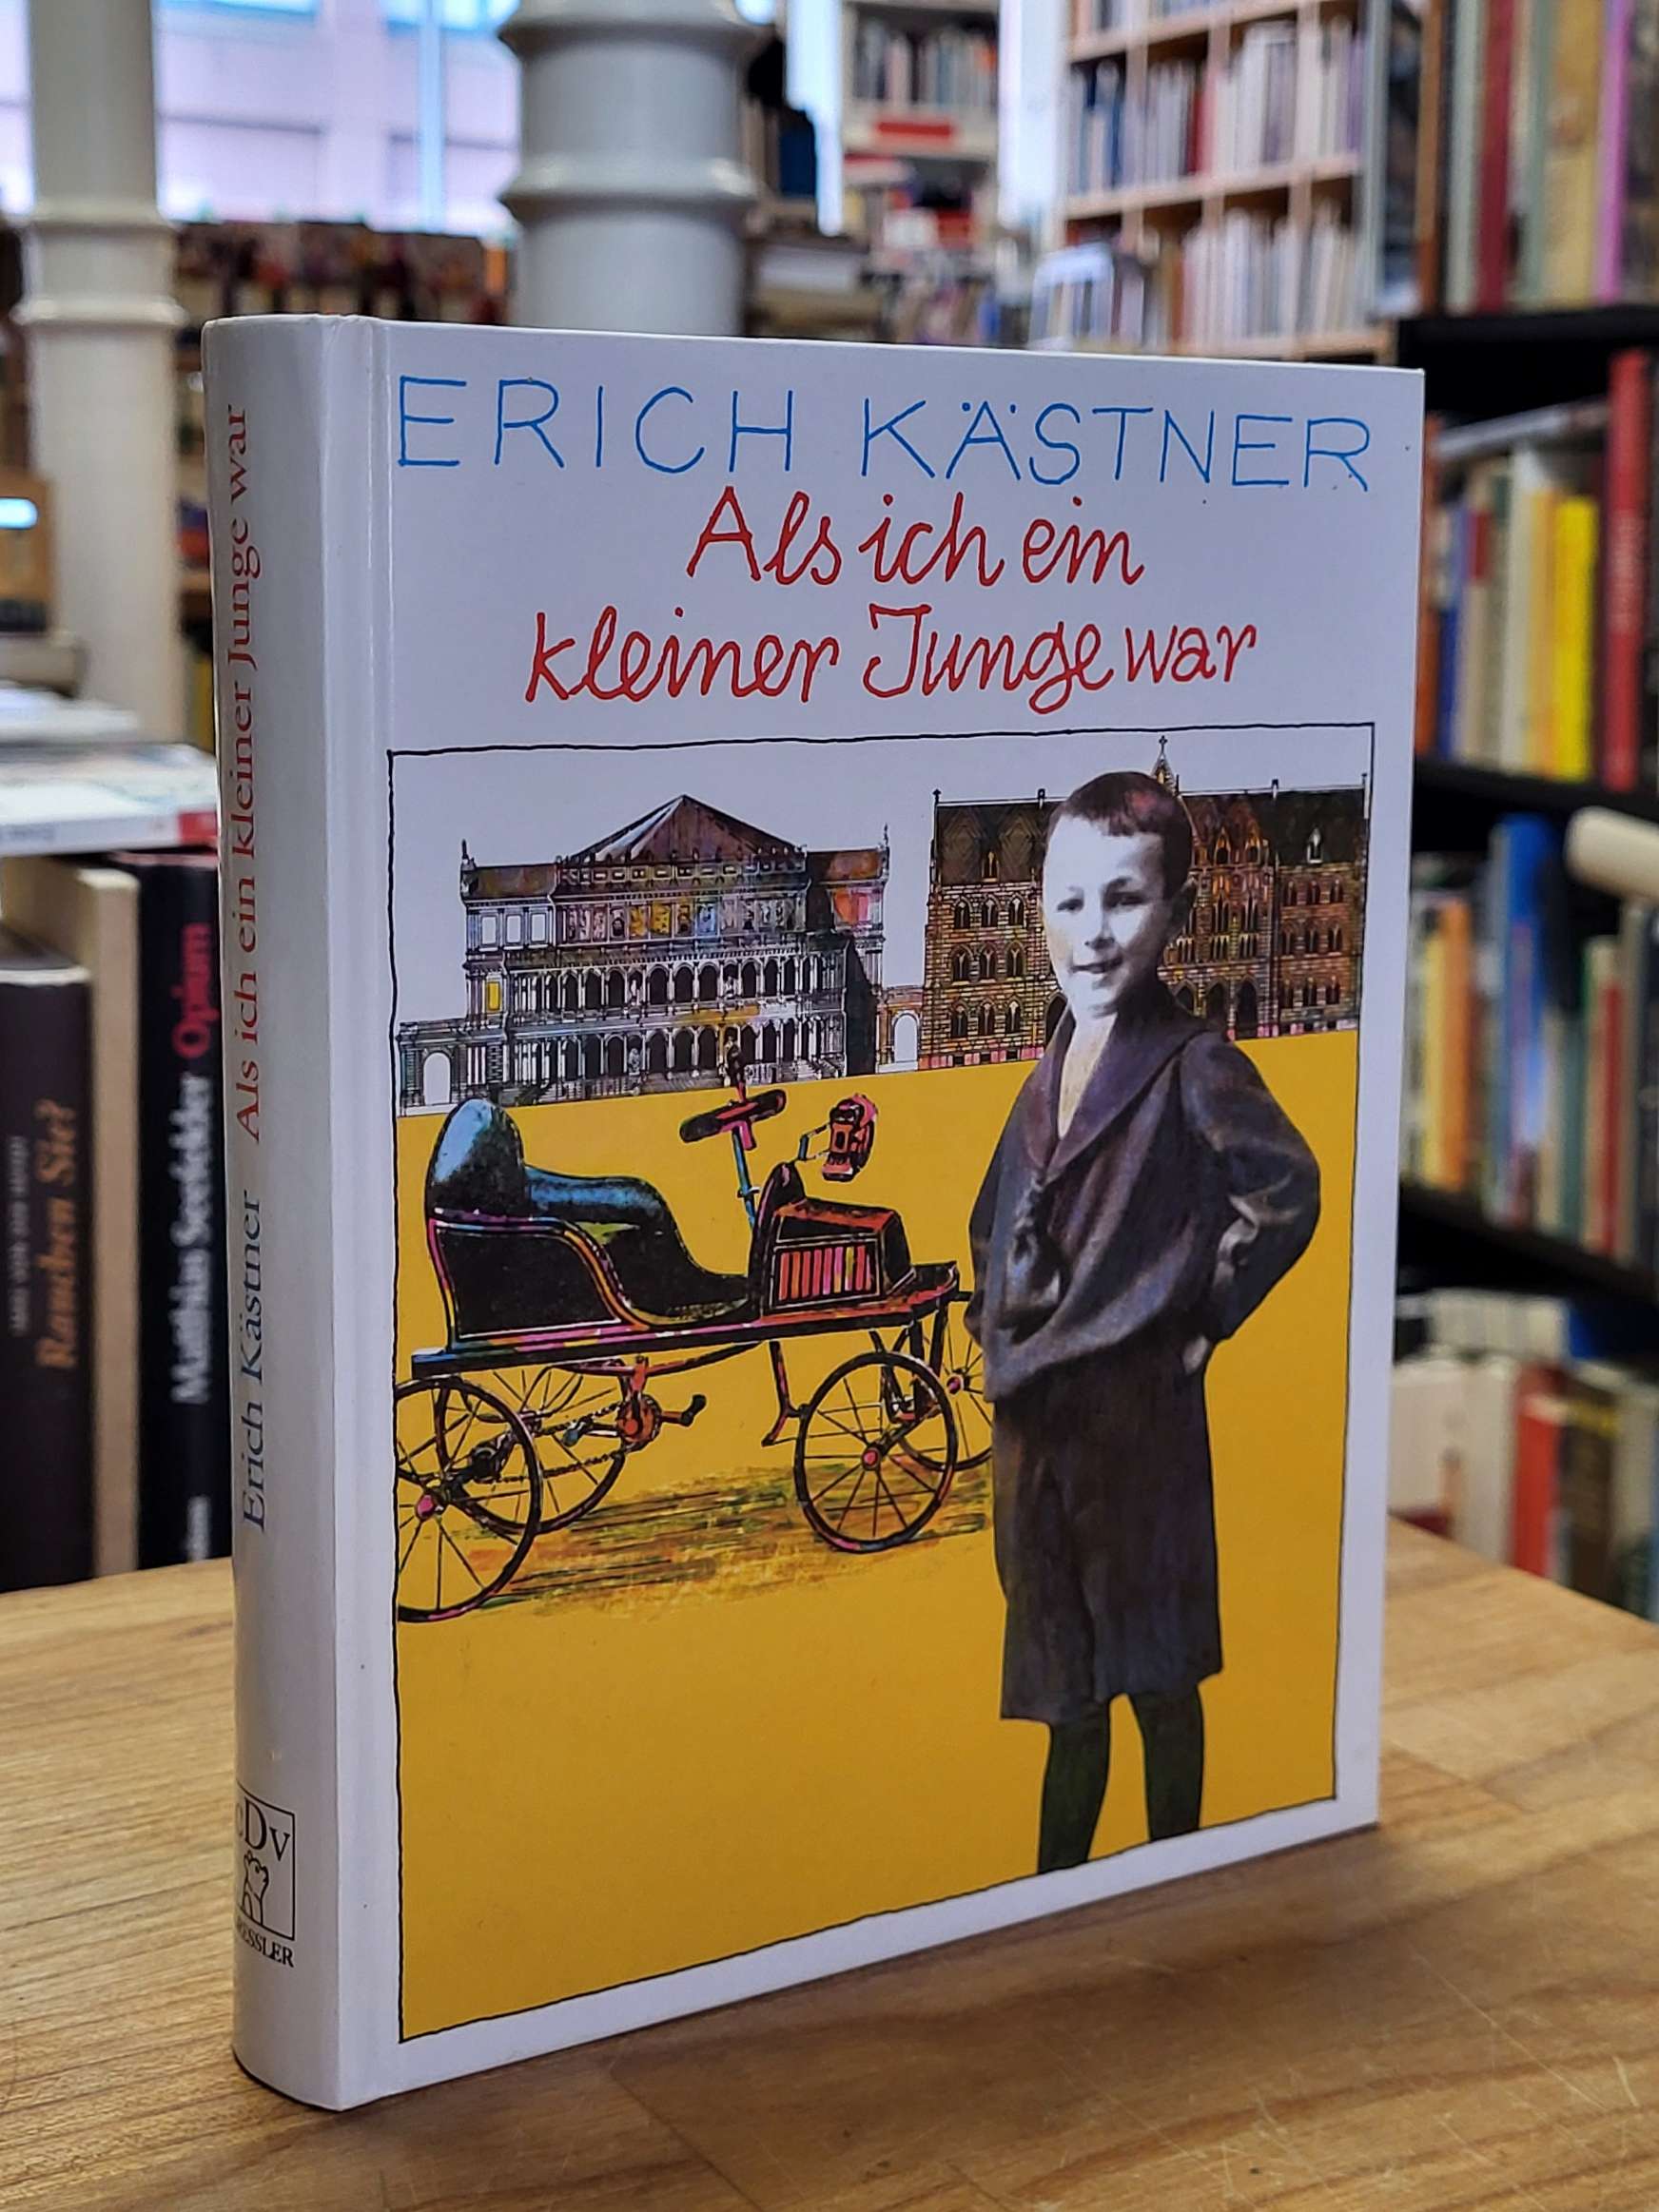 ERICH KÄSTNER
Als ich ein
kleiner Junge war
Erich Kästner Als ich ein kleiner Junge war
CDV
Rauchen Sie?
Matthias Seefelder Opium